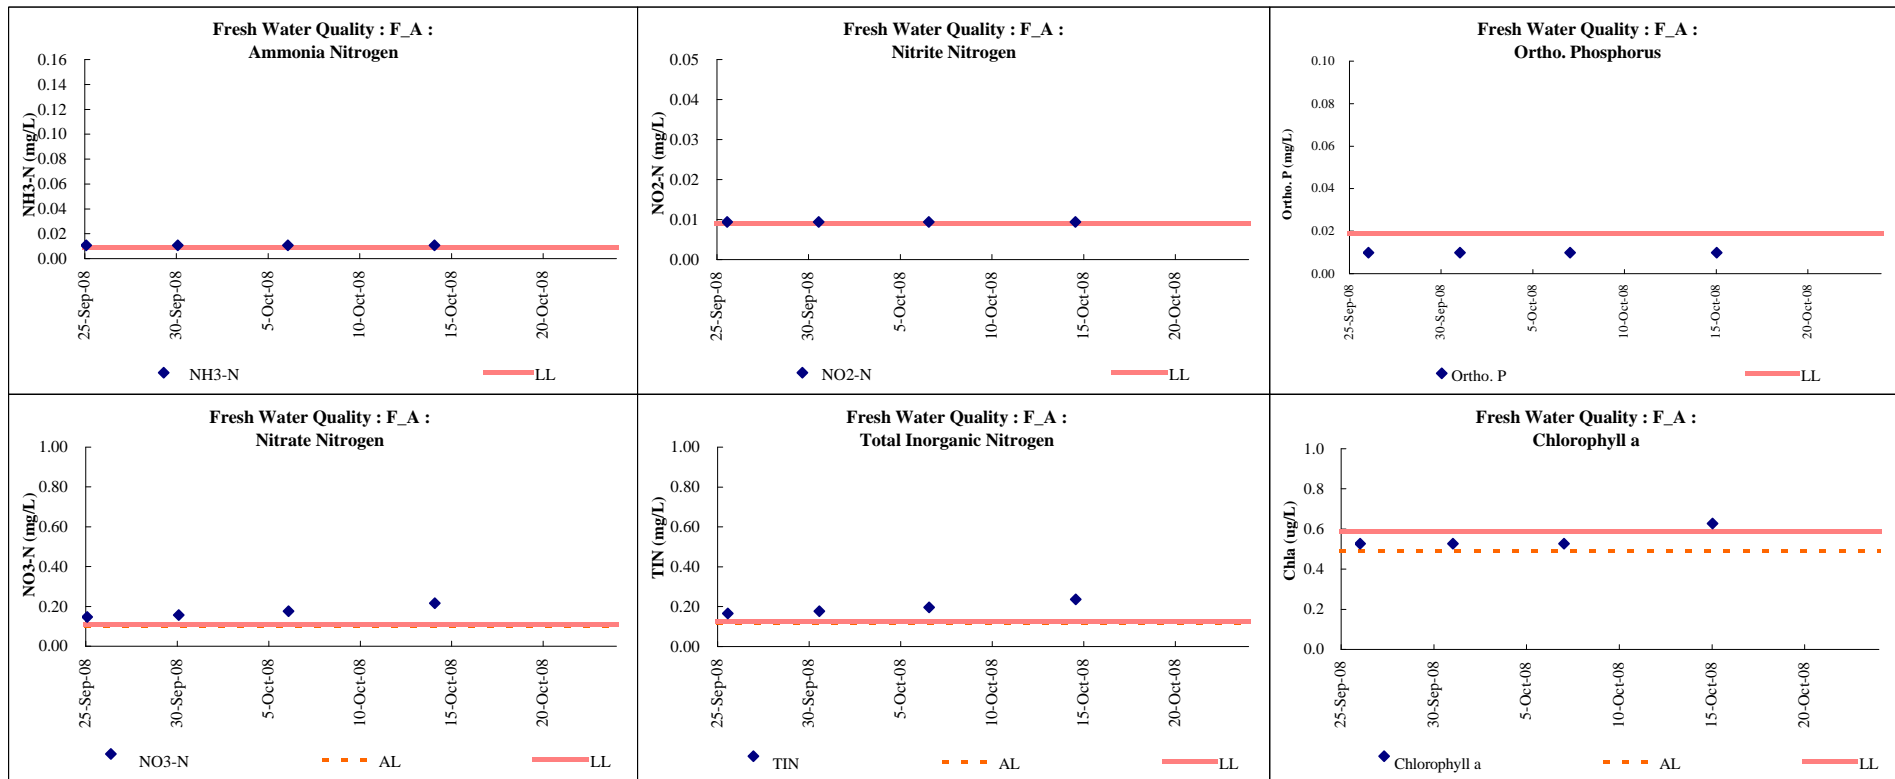 Fresh Water Quality : F_A :
Ammonia Nitrogen
0.16
0.14
0.12
0.10
0.08
0.06
0.04
0.02
0.00
NH3-N (mg/L)
25-Sep-08
30-Sep-08
5-Oct-08
10-Oct-08
15-Oct-08
20-Oct-08
NH3-N
LL
Fresh Water Quality : F_A :
Nitrite Nitrogen
0.05
0.04
0.03
0.02
0.01
0.00
NO2-N (mg/L)
25-Sep-08
30-Sep-08
5-Oct-08
10-Oct-08
15-Oct-08
20-Oct-08
NO2-N
LL
Fresh Water Quality : F_A :
Ortho. Phosphorus
0.10
0.08
0.06
0.04
0.02
0.00
Ortho. P (mg/L)
25-Sep-08
30-Sep-08
5-Oct-08
10-Oct-08
15-Oct-08
20-Oct-08
Ortho. P
LL
Fresh Water Quality : F_A :
Nitrate Nitrogen
1.00
0.80
0.60
0.40
0.20
0.00
NO3-N (mg/L)
25-Sep-08
30-Sep-08
5-Oct-08
10-Oct-08
15-Oct-08
20-Oct-08
NO3-N
AL
LL
Fresh Water Quality : F_A :
Total Inorganic Nitrogen
1.00
0.80
0.60
0.40
0.20
0.00
TIN (mg/L)
25-Sep-08
30-Sep-08
5-Oct-08
10-Oct-08
15-Oct-08
20-Oct-08
TIN
AL
LL
Fresh Water Quality : F_A :
Chlorophyll a
1.0
0.8
0.6
0.4
0.2
0.0
Chla (ug/L)
25-Sep-08
30-Sep-08
5-Oct-08
10-Oct-08
15-Oct-08
20-Oct-08
Chlorophyll a
AL
LL